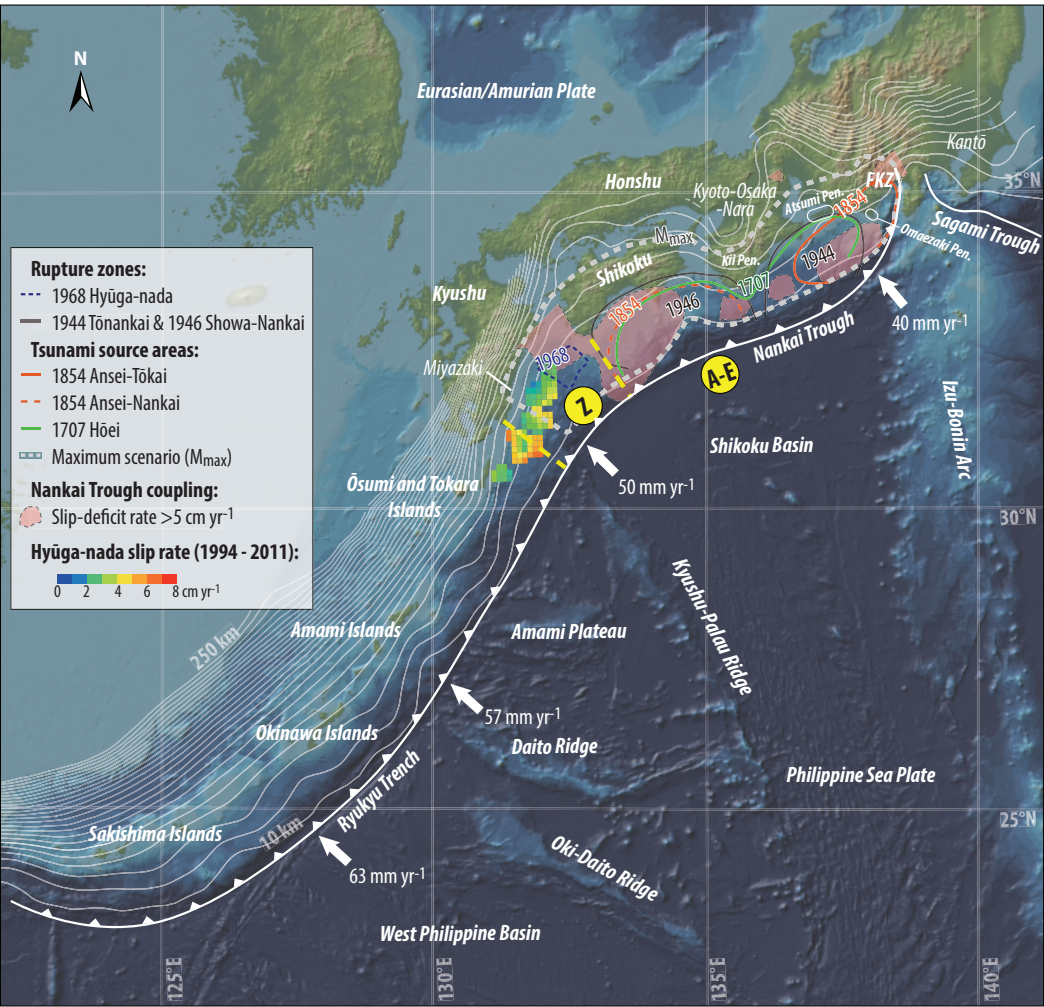 N
Eurasian/Amurian Plate
Kantō
Honshu
Kyoto-Osaka
-Nara
Atsumi Pen.
FKZ
35°N
1854
Sagami Trough
Omaezaki Pen.
Mmax
Kii Pen.
1944
Shikoku
1707
Kyushu
1854
1946
40 mm yr-1
Nankai Trough
Miyazaki
1968
Z
A-E
Izu-Bonin Arc
Shikoku Basin
50 mm yr-1
Ōsumi and Tokara
Islands
30°N
Rupture zones:
1968 Hyūga-nada
1944 Tōnankai & 1946 Showa-Nankai
Tsunami source areas:
1854 Ansei-Tōkai
1854 Ansei-Nankai
1707 Hōei
Maximum scenario (Mmax)
Nankai Trough coupling:
Slip-deficit rate >5 cm yr-1
Hyūga-nada slip rate (1994 - 2011):
0 2 4 6 8 cm yr-1
250 km
Amami Islands
Amami Plateau
Kyushu-Palau Ridge
57 mm yr-1
Okinawa Islands
Daito Ridge
Philippine Sea Plate
Ryukyu Trench
25°N
Sakishima Islands
10 km
63 mm yr-1
Oki-Daito Ridge
West Philippine Basin
125°E
130°E
135°E
140°E